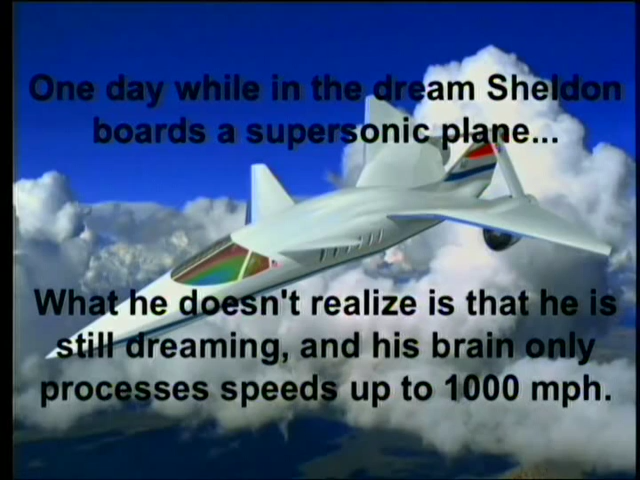 One day while in the dream Sheldon
boards a supersonic plane...
What he doesn't realize is that he is
still dreaming, and his brain only
processes speeds up to 1000 mph.